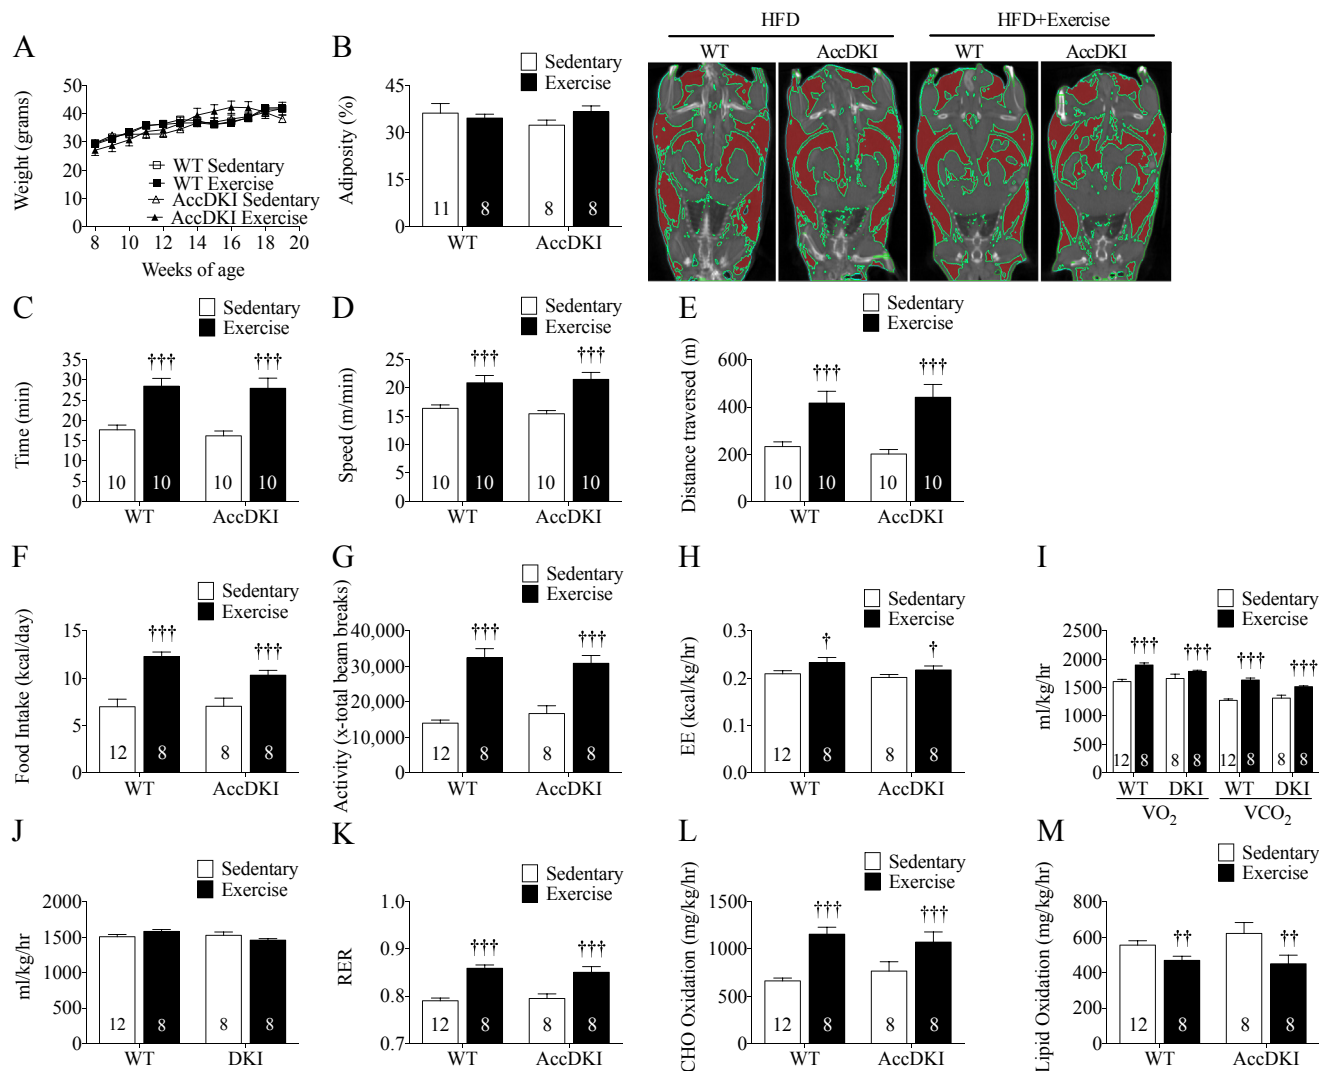 A
Weight (grams)
50
40
30
20
10
0
8 10 12 14 16 18 20
Weeks of age
WT Sedentary
WT Exercise
AccDKI Sedentary
AccDKI Exercise
B
Sedentary
Exercise
Adiposity (%)
45
30
15
0
11 8 8 8
WT AccDKI
HFD HFD+Exercise
WT AccDKI WT AccDKI
C
Sedentary
Exercise
Time (min)
35
30
25
20
15
10
5
0
††† †††
10 10 10 10
WT AccDKI
D
Sedentary
Exercise
Speed (m/min)
25
20
15
10
5
0
††† †††
10 10 10 10
WT AccDKI
E
Sedentary
Exercise
Distance traversed (m)
600
400
200
0
††† †††
10 10 10 10
WT AccDKI
F
Sedentary
Exercise
Food Intake (kcal/day)
15
10
5
0
††† †††
12 8 8 8
WT AccDKI
G
Sedentary
Exercise
Activity (x-total beam breaks)
40,000
30,000
20,000
10,000
0
††† †††
12 8 8 8
WT AccDKI
H
Sedentary
Exercise
EE (kcal/kg/hr)
0.3
0.2
0.1
0.0
† †
12 8 8 8
WT AccDKI
I
Sedentary
Exercise
ml/kg/hr
2500
2000
1500
1000
500
0
††† ††† ††† †††
12 8 8 8 12 8 8 8
WT DKI WT DKI
VO2 VCO2
J
Sedentary
Exercise
ml/kg/hr
2000
1500
1000
500
0
12 8 8 8
WT DKI
K
Sedentary
Exercise
RER
1.0
0.9
0.8
0.7
††† †††
12 8 8 8
WT AccDKI
L
Sedentary
Exercise
CHO Oxidation (mg/kg/hr)
1500
1000
500
0
††† †††
12 8 8 8
WT AccDKI
M
Sedentary
Exercise
Lipid Oxidation (mg/kg/hr)
800
600
400
200
0
†† ††
12 8 8 8
WT AccDKI